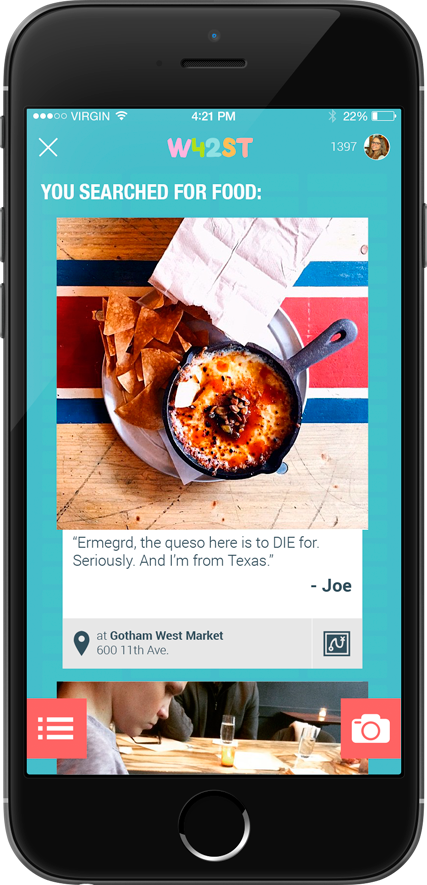 VIRGIN 4:21 PM 22%
W42ST 1397
YOU SEARCHED FOR FOOD:
“Ermegrd, the queso here is to DIE for.
Seriously. And I’m from Texas.”
- Joe
at Gotham West Market
600 11th Ave.